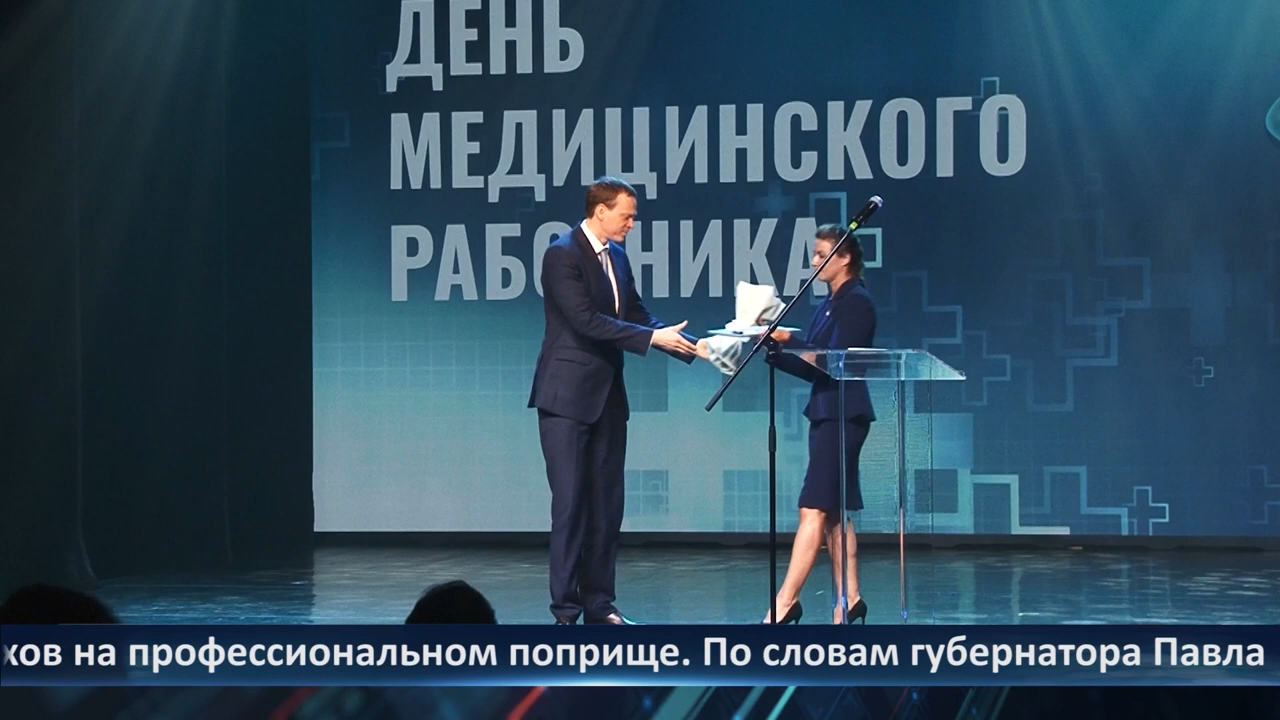 ДЕНЬ
МЕДИЦИНСКОГО
РАБОТНИКА
хов на профессиональном поприще. По словам губернатора Павла